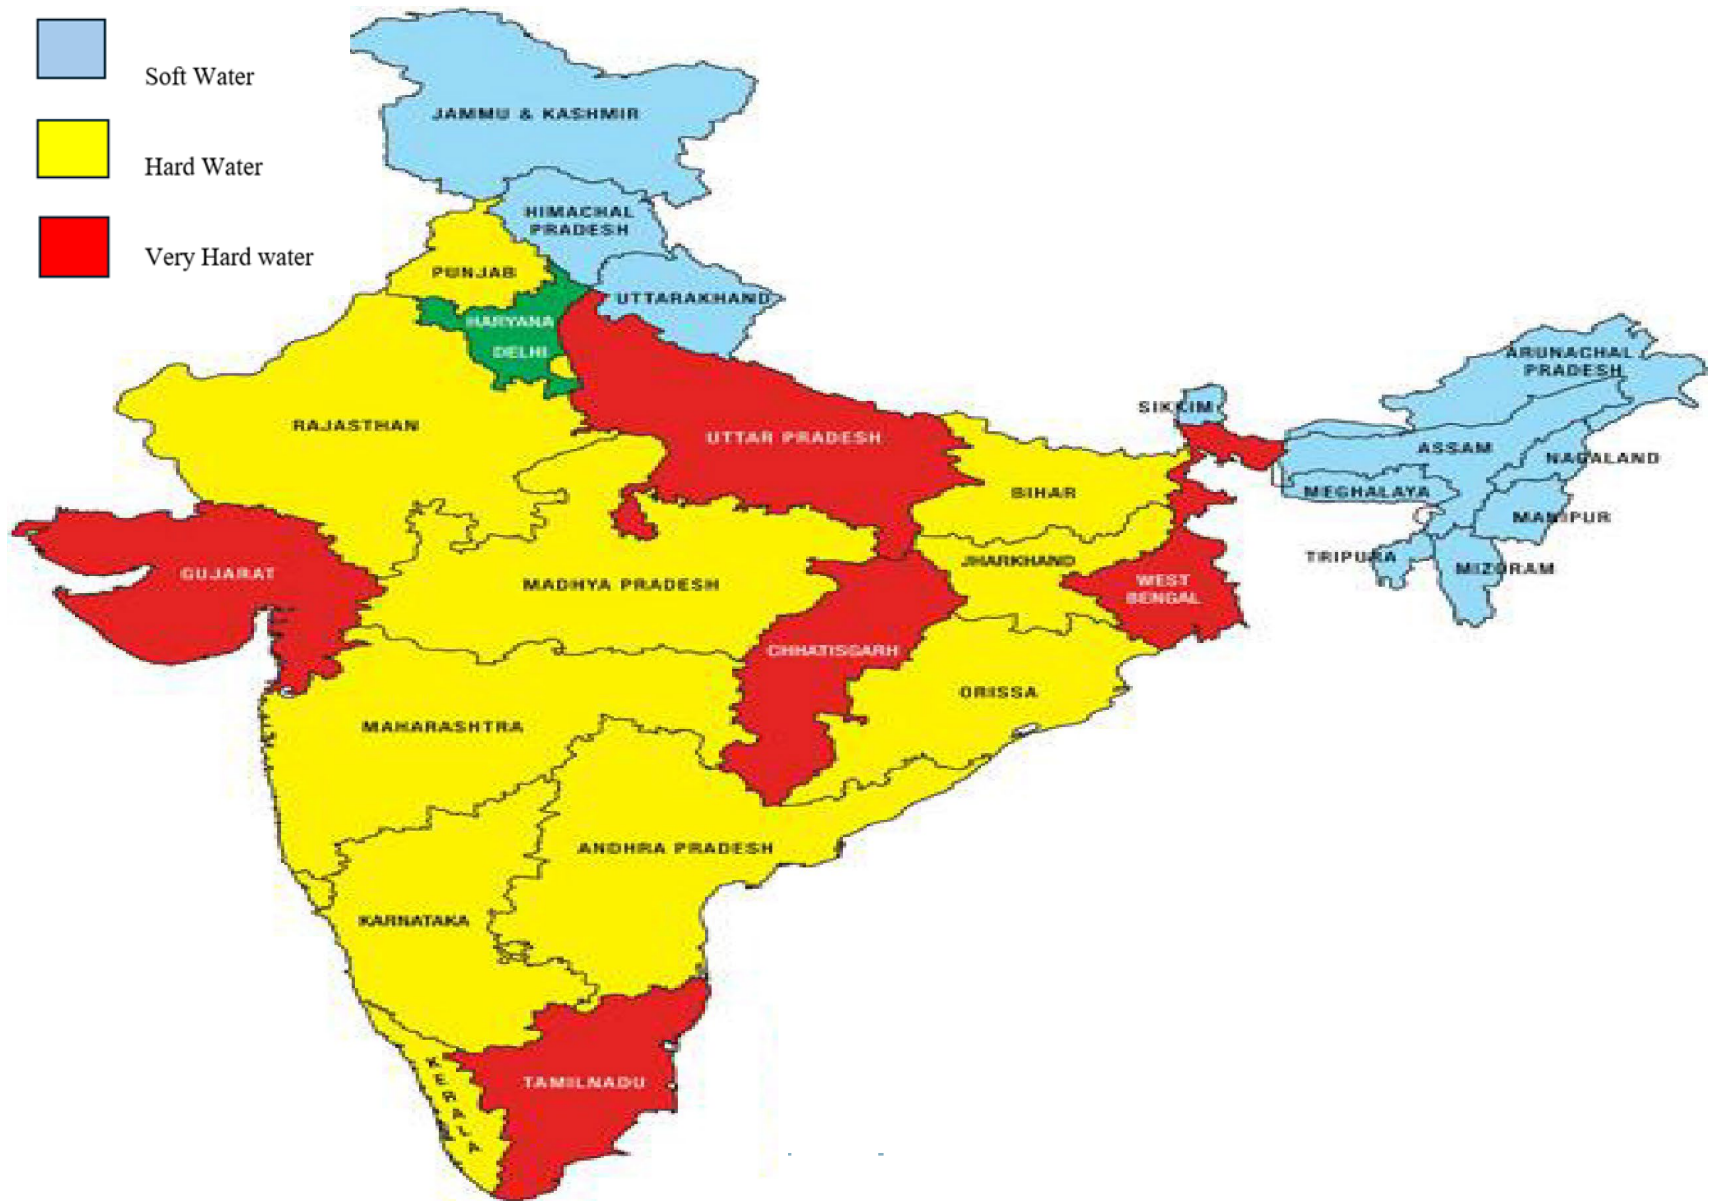 Soft Water
Hard Water
Very Hard water
JAMMU & KASHMIR
HIMACHAL
PRADESH
PUNJAB
UTTARAKHAND
HARYANA
DELHI
RAJASTHAN
UTTAR PRADESH
SIKKIM
ARUNACHAL
PRADESH
ASSAM
NAGALAND
MEGHALAYA
MANIPUR
TRIPURA
MIZORAM
BIHAR
JHARKHAND
WEST
BENGAL
GUJARAT
MADHYA PRADESH
CHHATISGARH
ORISSA
MAHARASHTRA
ANDHRA PRADESH
KARNATAKA
KERALA
TAMILNADU